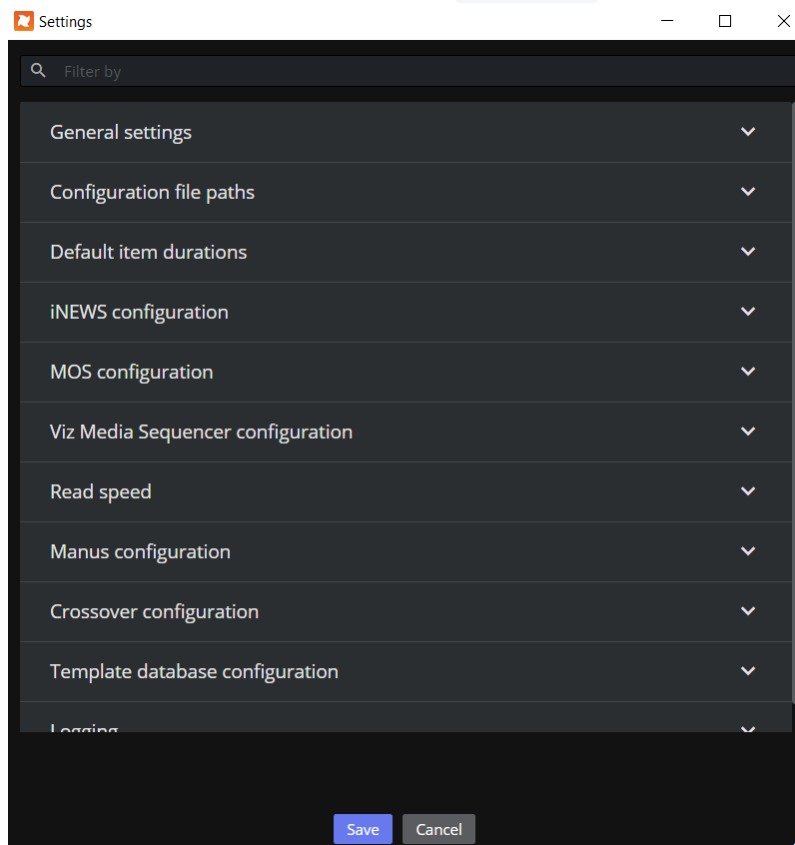 Settings
Filter by
General settings
Configuration file paths
Default item durations
iNEWS configuration
MOS configuration
Viz Media Sequencer configuration
Read speed
Manus configuration
Crossover configuration
Template database configuration
Logging
Save Cancel